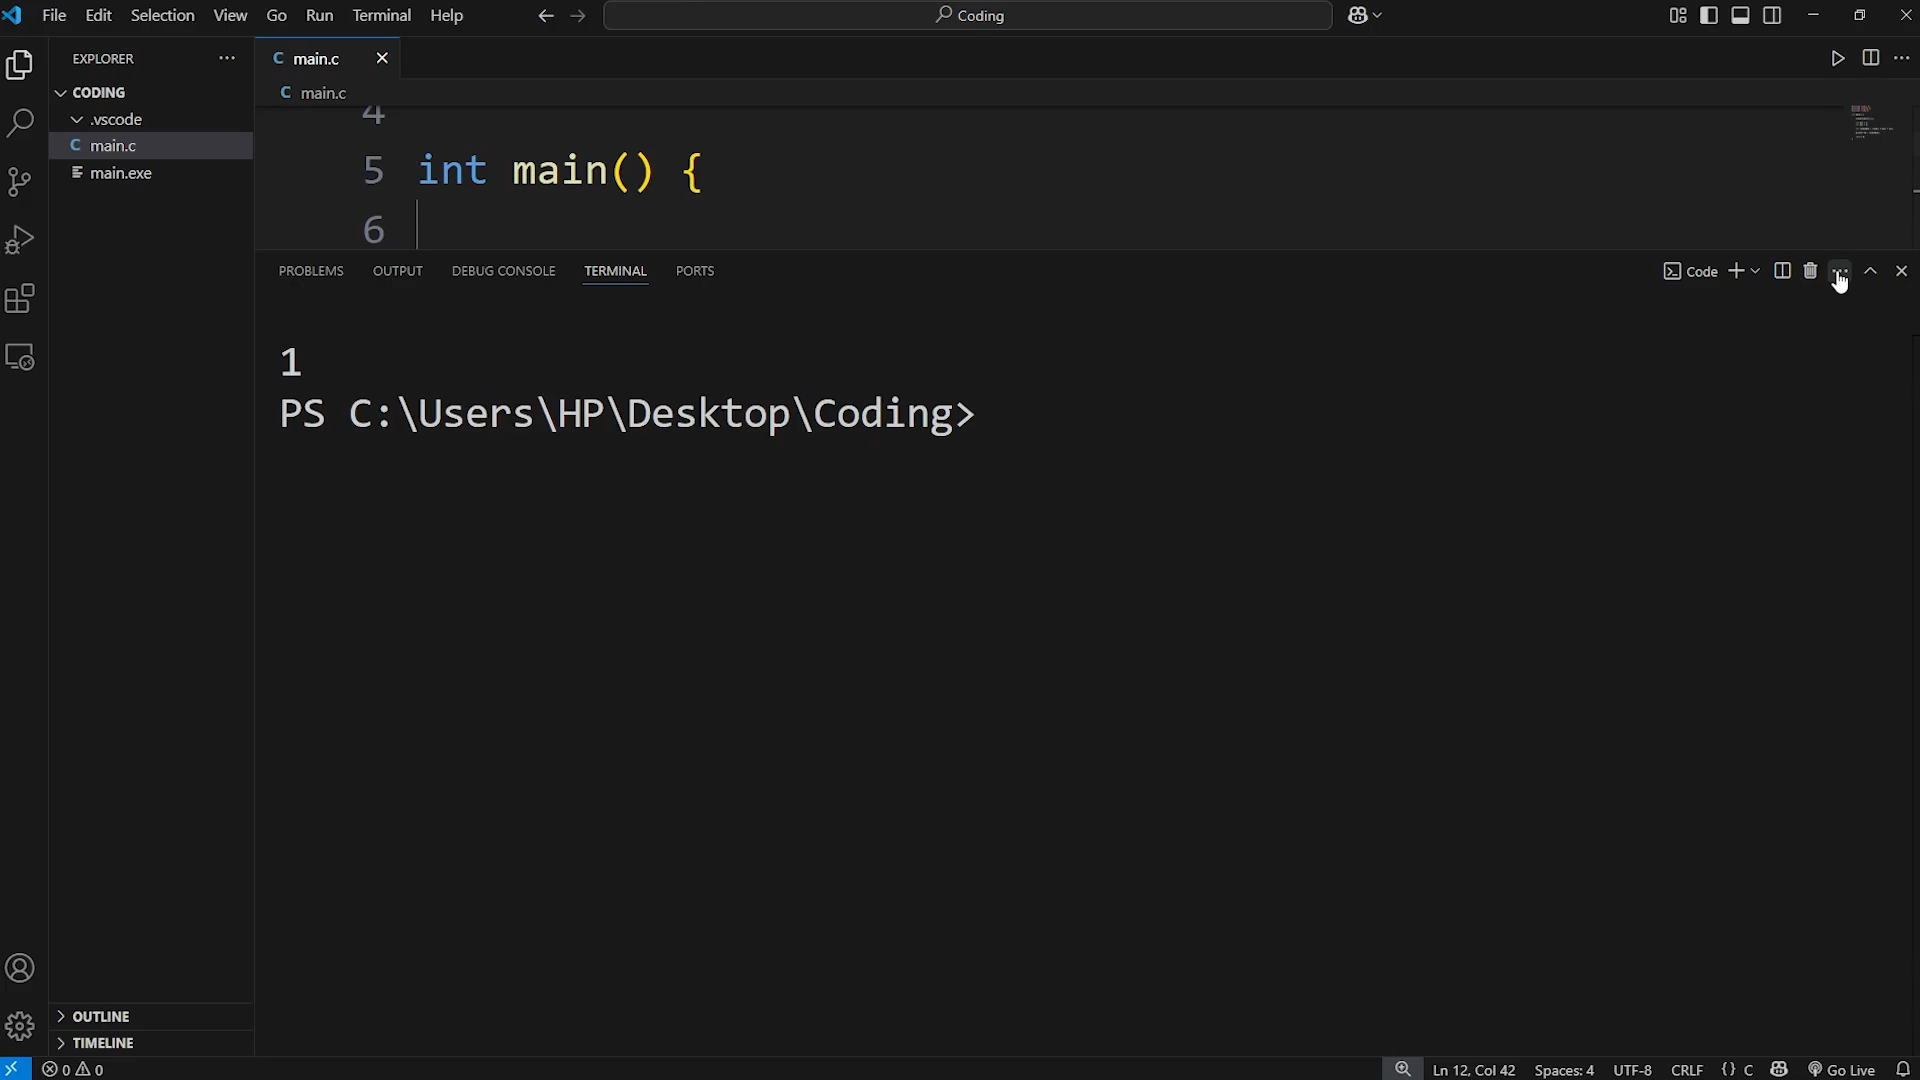 File Edit Selection View Go Run Terminal Help
Coding
EXPLORER
CODING
.vscode
C main.c
main.exe
OUTLINE
TIMELINE
C main.c
C main.c
4
5 int main() {
6
PROBLEMS OUTPUT DEBUG CONSOLE TERMINAL PORTS
Code
1
PS C:\Users\HP\Desktop\Coding>
0 0
Ln 12, Col 42 Spaces: 4 UTF-8 CRLF {} C Go Live